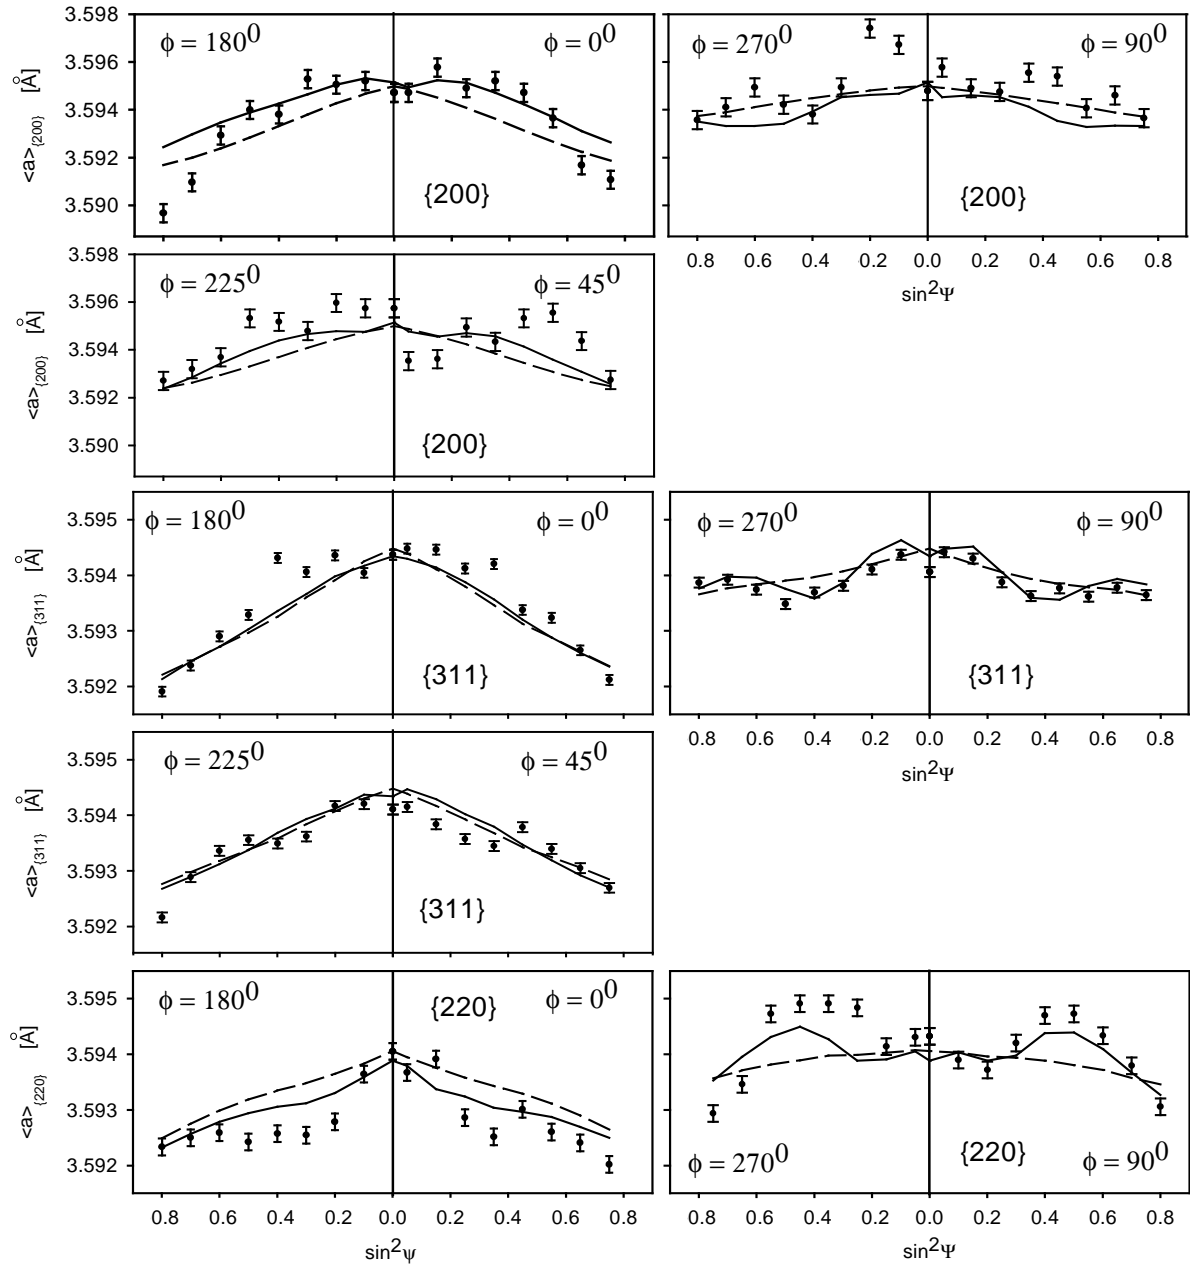 3.598
ϕ = 180⁰
ϕ = 0⁰
3.596
3.594
3.592
3.590
<a>{200} [Å]
{200}
ϕ = 270⁰
ϕ = 90⁰
{200}
0.8 0.6 0.4 0.2 0.0 0.2 0.4 0.6 0.8
sin²Ψ
3.598
ϕ = 225⁰
ϕ = 45⁰
3.596
3.594
3.592
3.590
<a>{200} [Å]
{200}
3.595
ϕ = 180⁰
ϕ = 0⁰
3.594
3.593
3.592
<a>{311} [Å]
{311}
ϕ = 270⁰
ϕ = 90⁰
{311}
0.8 0.6 0.4 0.2 0.0 0.2 0.4 0.6 0.8
sin²Ψ
3.595
ϕ = 225⁰
ϕ = 45⁰
3.594
3.593
3.592
<a>{311} [Å]
{311}
3.595
ϕ = 180⁰
{220}
ϕ = 0⁰
3.594
3.593
3.592
<a>{220} [Å]
0.8 0.6 0.4 0.2 0.0 0.2 0.4 0.6 0.8
sin²ψ
{220}
ϕ = 270⁰
ϕ = 90⁰
0.8 0.6 0.4 0.2 0.0 0.2 0.4 0.6 0.8
sin²Ψ